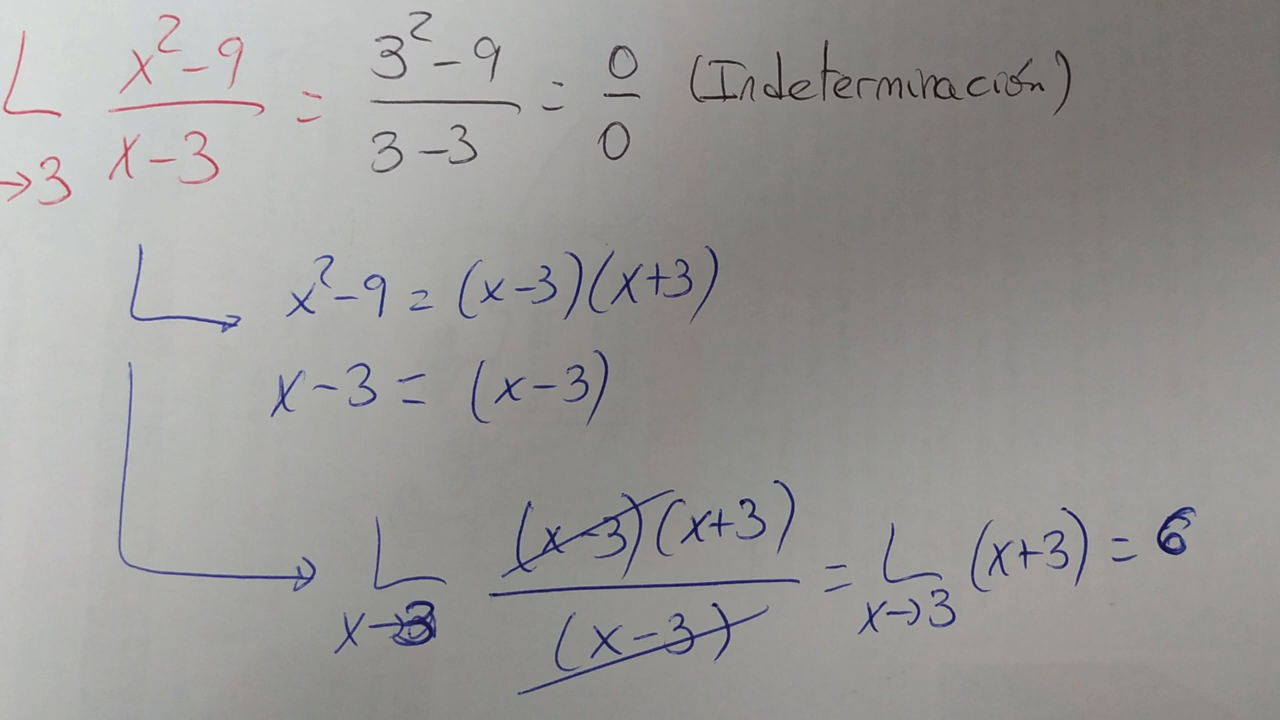 L x²-9 / x-3 = 3²-9 / 3-3 = 0 / 0 (Indeterminación)
→3
x²-9 = (x-3)(x+3)
x-3 = (x-3)
L (x-3)(x+3) / (x-3) = L (x+3) = 6
x→3 x→3